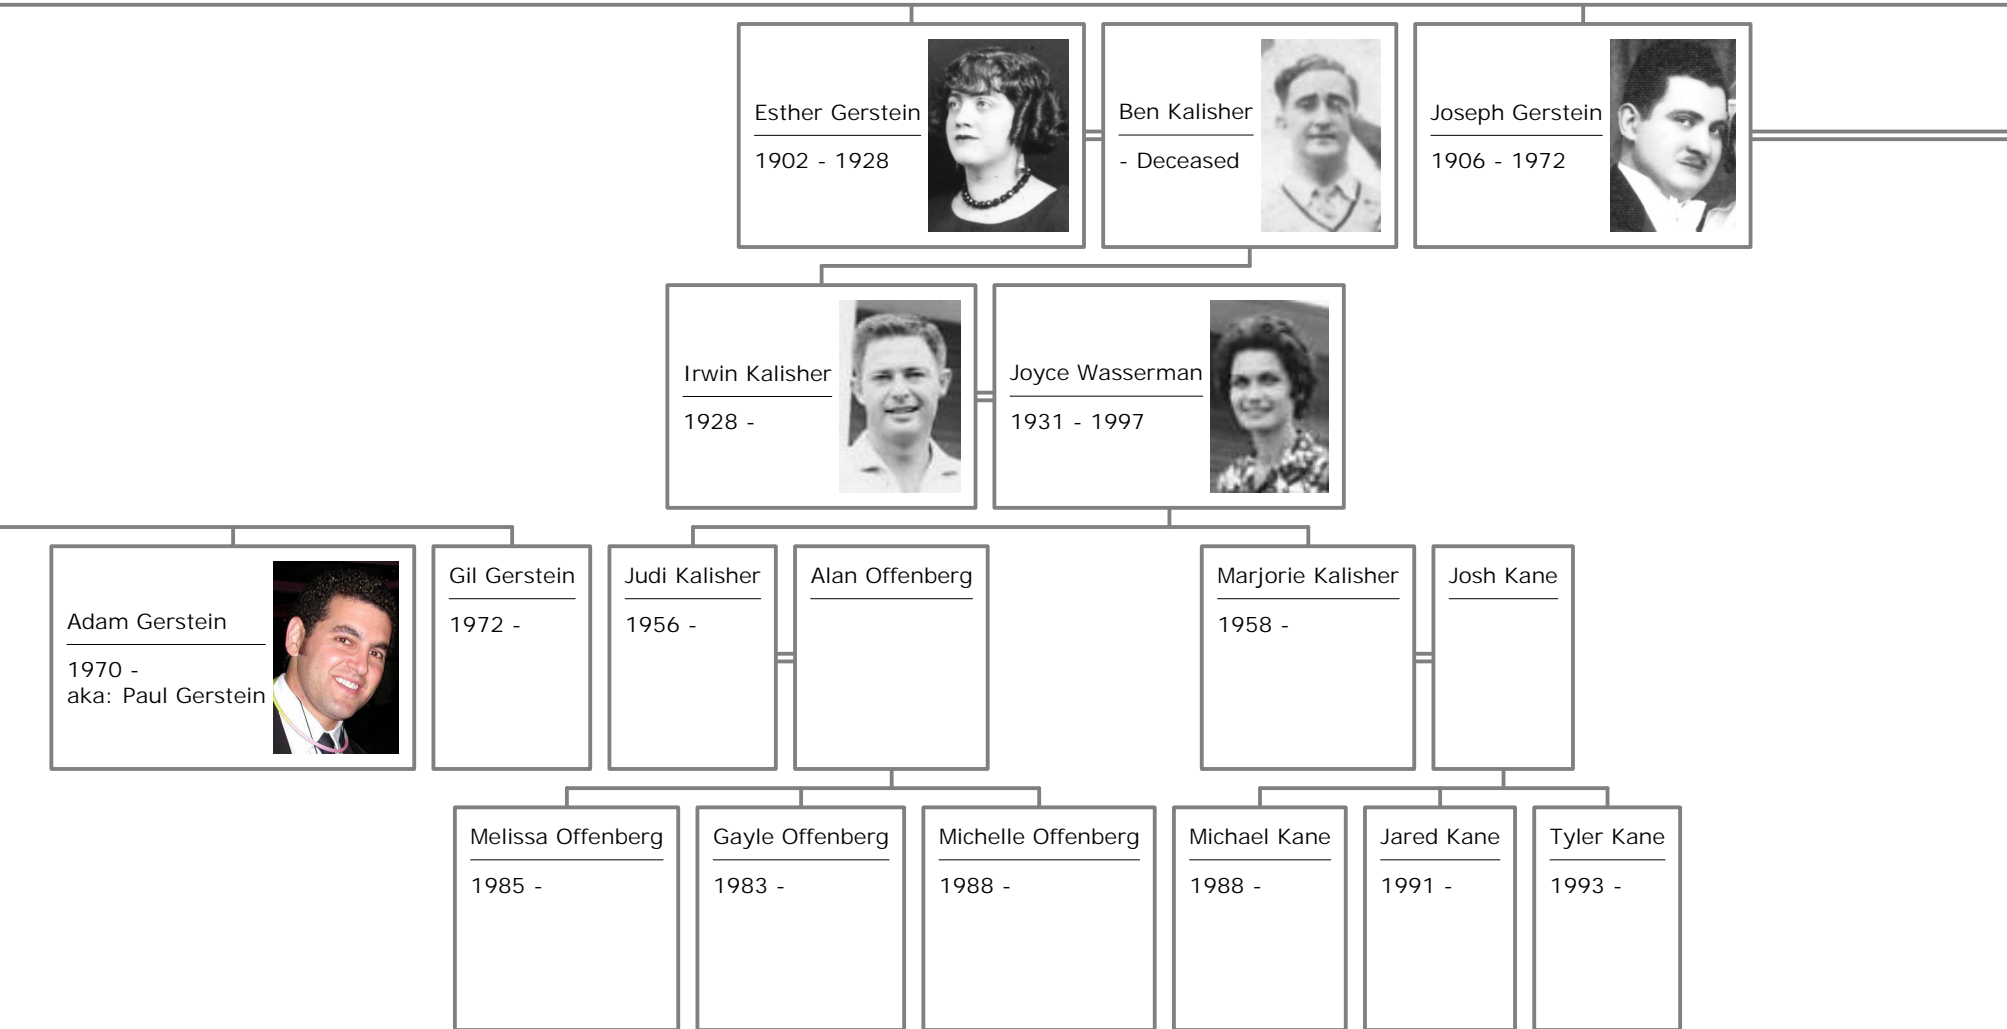 Esther Gerstein
1902 - 1928
Ben Kalisher
- Deceased
Joseph Gerstein
1906 - 1972
Irwin Kalisher
1928 -
Joyce Wasserman
1931 - 1997
Adam Gerstein
1970 -
aka: Paul Gerstein
Gil Gerstein
1972 -
Judi Kalisher
1956 -
Alan Offenberg
Marjorie Kalisher
1958 -
Josh Kane
Melissa Offenberg
1985 -
Gayle Offenberg
1983 -
Michelle Offenberg
1988 -
Michael Kane
1988 -
Jared Kane
1991 -
Tyler Kane
1993 -